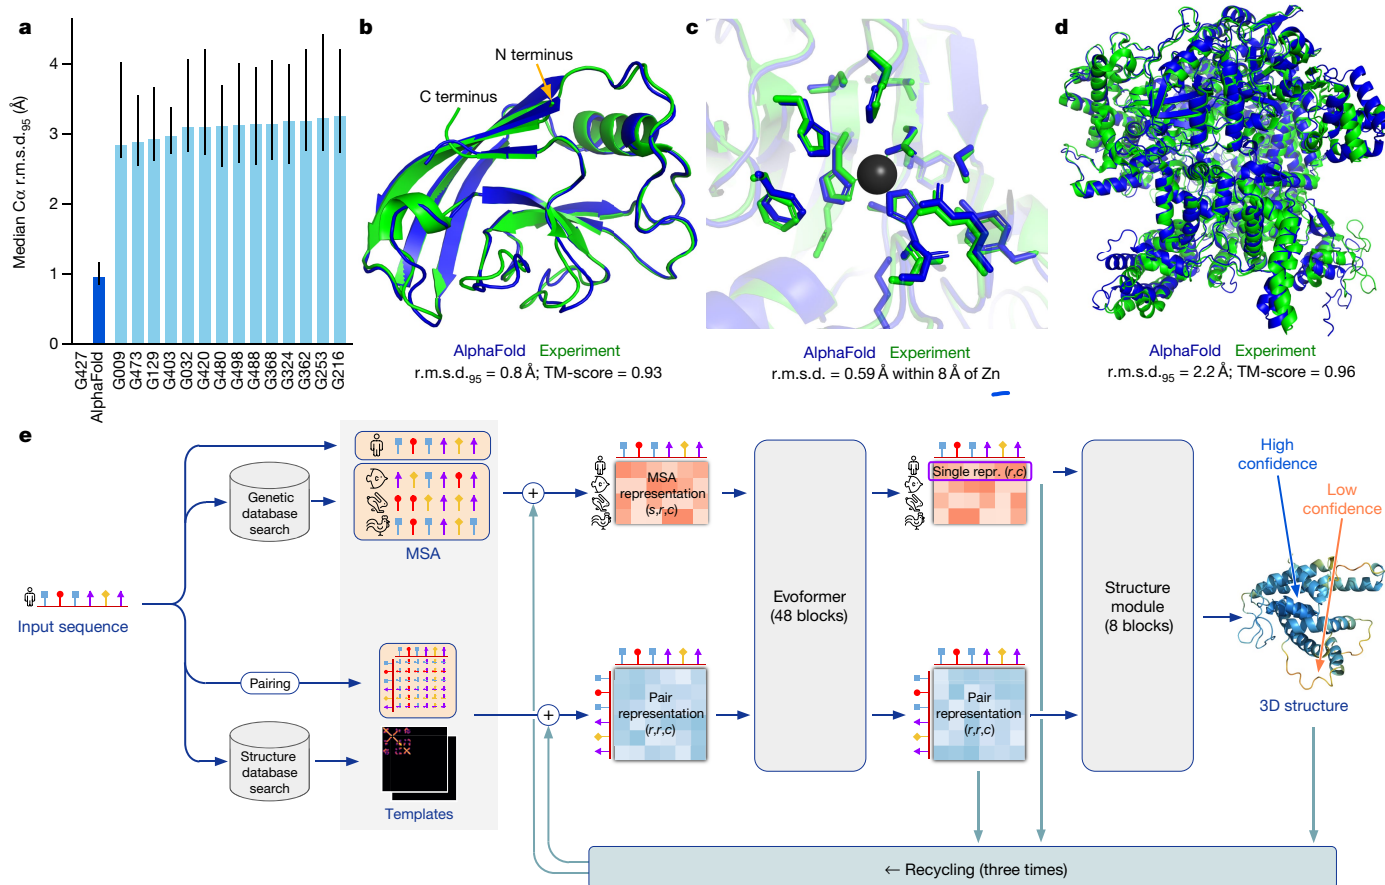 a
Median Cα r.m.s.d.95 (Å)
4
3
2
1
0
G427
AlphaFold
G009
G473
G129
G403
G032
G420
G480
G498
G488
G368
G324
G362
G253
G216
b
N terminus
C terminus
AlphaFold Experiment
r.m.s.d.95 = 0.8 Å; TM-score = 0.93
c
AlphaFold Experiment
r.m.s.d. = 0.59 Å within 8 Å of Zn
d
AlphaFold Experiment
r.m.s.d.95 = 2.2 Å; TM-score = 0.96
e
Input sequence
Genetic
database
search
MSA
Pairing
Structure
database
search
Templates
+
+
MSA
representation
(s,r,c)
Pair
representation
(r,r,c)
Evoformer
(48 blocks)
Single repr. (r,c)
Pair
representation
(r,r,c)
Structure
module
(8 blocks)
High
confidence
Low
confidence
3D structure
← Recycling (three times)